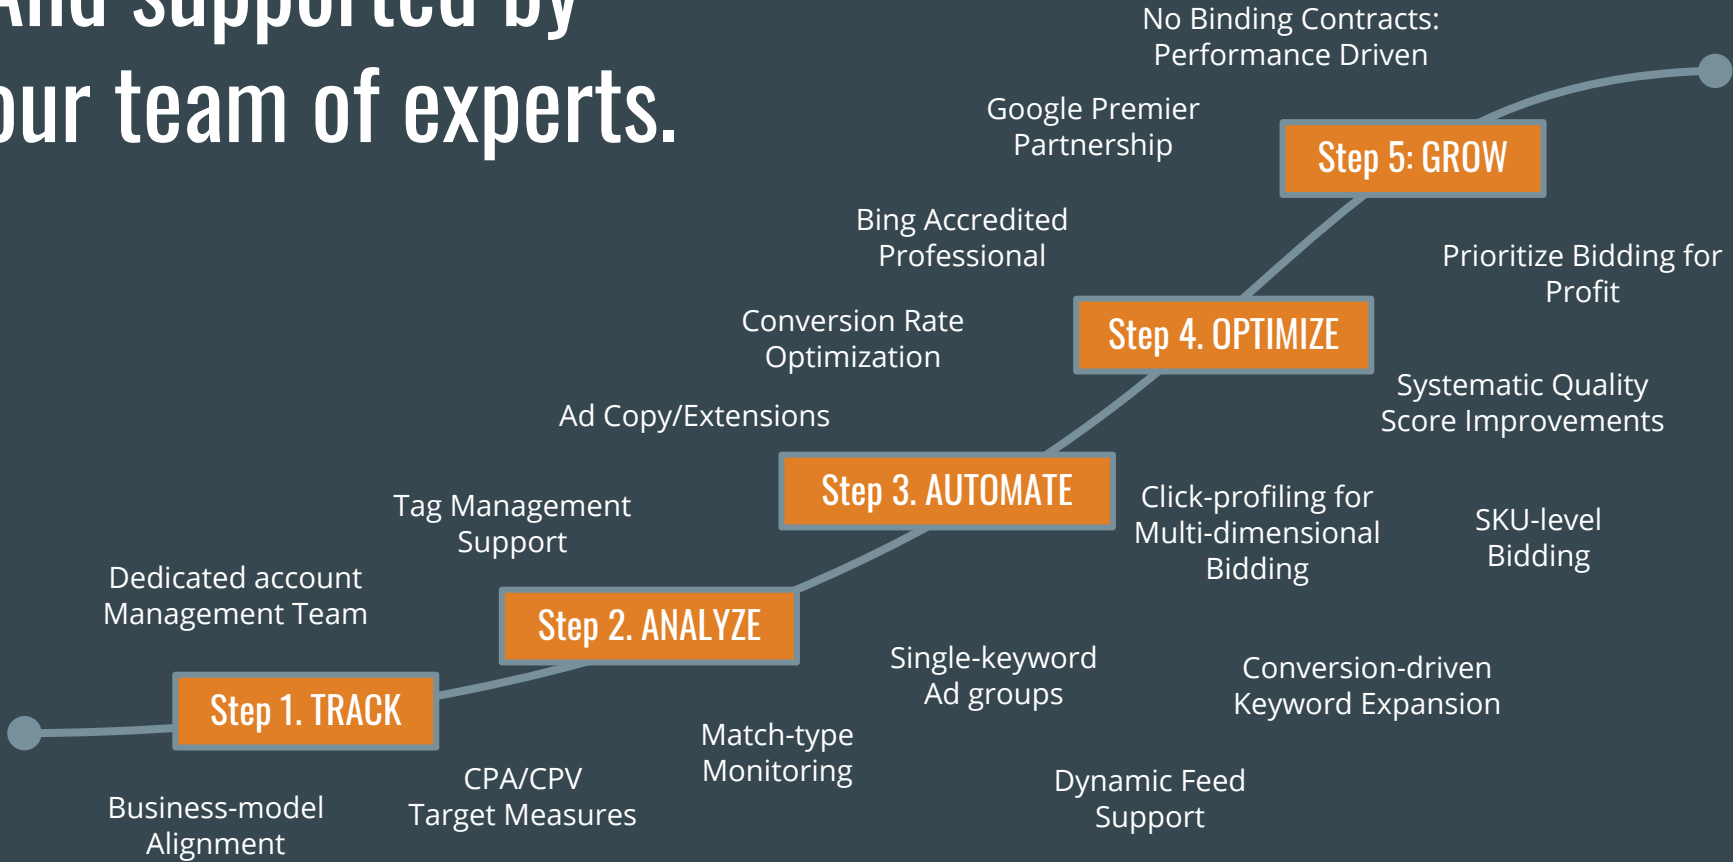 And supported by
our team of experts.
No Binding Contracts:
Performance Driven
Google Premier
Partnership
Step 5: GROW
Bing Accredited
Professional
Prioritize Bidding for
Profit
Conversion Rate
Optimization
Step 4. OPTIMIZE
Systematic Quality
Score Improvements
Ad Copy/Extensions
Step 3. AUTOMATE
Click-profiling for
Multi-dimensional
Bidding
SKU-level
Bidding
Tag Management
Support
Dedicated account
Management Team
Step 2. ANALYZE
Single-keyword
Ad groups
Conversion-driven
Keyword Expansion
Step 1. TRACK
Match-type
Monitoring
Dynamic Feed
Support
CPA/CPV
Target Measures
Business-model
Alignment